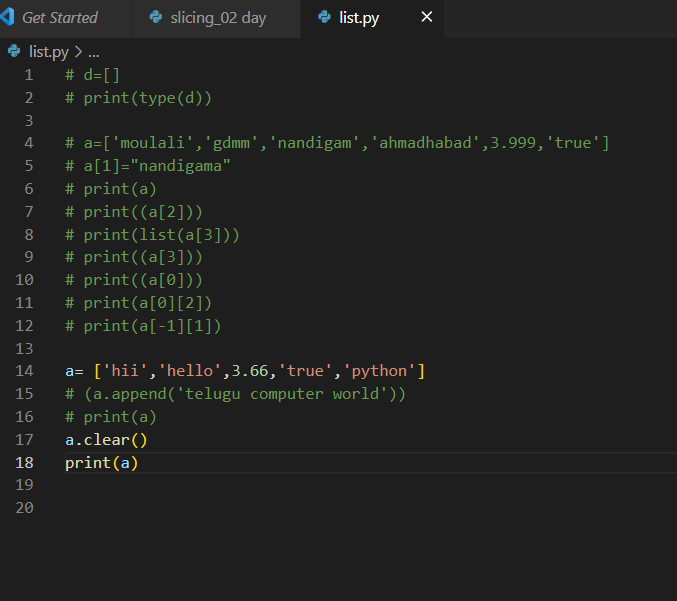 Get Started slicing_02 day list.py ×
list.py > ...
1 # d=[]
2 # print(type(d))
3
4 # a=['moulali','gdmm','nandigam','ahmadhabad',3.999,'true']
5 # a[1]="nandigama"
6 # print(a)
7 # print((a[2]))
8 # print(list(a[3]))
9 # print((a[3]))
10 # print((a[0]))
11 # print(a[0][2])
12 # print(a[-1][1])
13
14 a= ['hii','hello',3.66,'true','python']
15 # (a.append('telugu computer world'))
16 # print(a)
17 a.clear()
18 print(a)
19
20